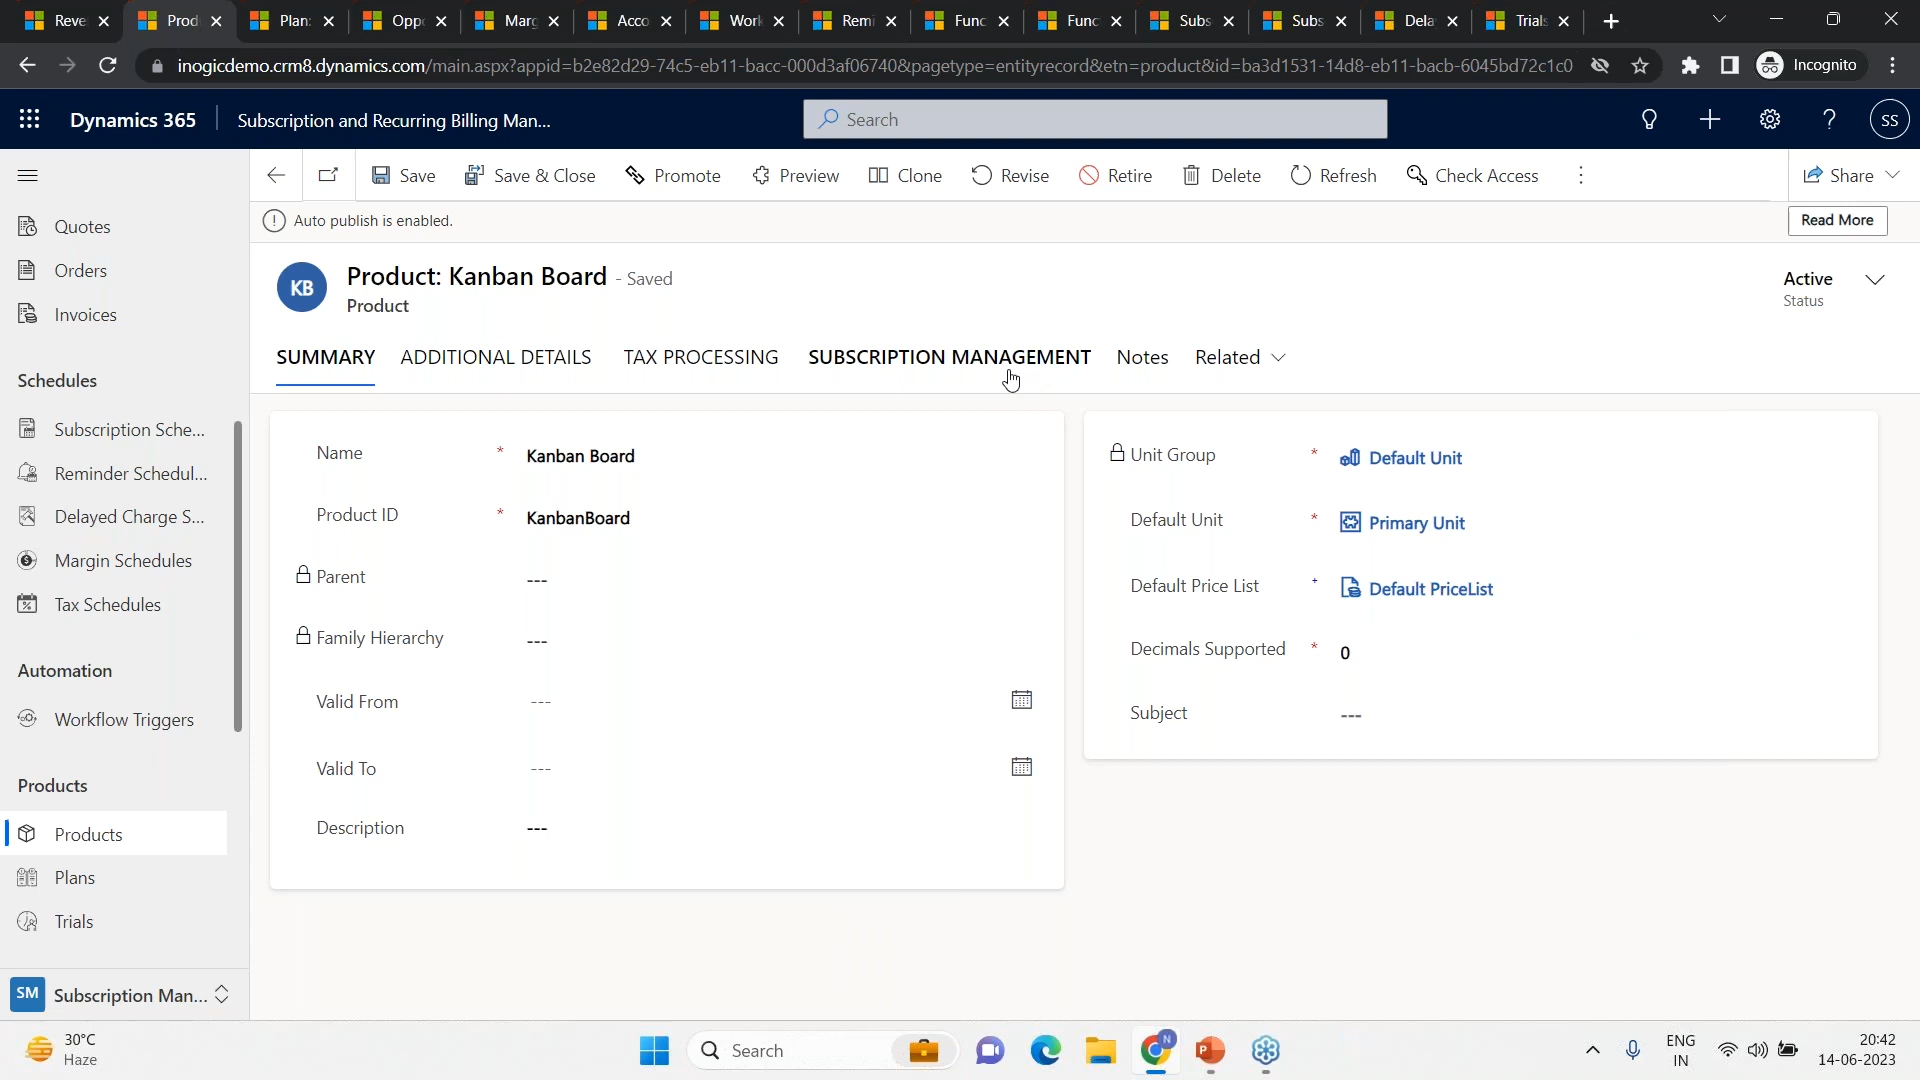 Reve
Prod
Plan:
Oppo
Marg
Acco
Work
Remi
Func
Func
Subs
Subs
Dela
Trials
inogicdemo.crm8.dynamics.com/main.aspx?appid=b2e82d29-74c5-eb11-bacc-000d3af06740&pagetype=entityrecord&etn=product&id=ba3d1531-14d8-eb11-bacb-6045bd72c1c0
Incognito
Dynamics 365
Subscription and Recurring Billing Man...
Search
SS
Save
Save & Close
Promote
Preview
Clone
Revise
Retire
Delete
Refresh
Check Access
Share
Auto publish is enabled.
Read More
Quotes
Orders
Invoices
Schedules
Subscription Sche...
Reminder Schedul...
Delayed Charge S...
Margin Schedules
Tax Schedules
Automation
Workflow Triggers
Products
Products
Plans
Trials
SM
Subscription Man...
KB
Product: Kanban Board - Saved
Product
Active
Status
SUMMARY
ADDITIONAL DETAILS
TAX PROCESSING
SUBSCRIPTION MANAGEMENT
Notes
Related
Name * Kanban Board
Product ID * KanbanBoard
Parent ---
Family Hierarchy ---
Valid From ---
Valid To ---
Description ---
Unit Group * Default Unit
Default Unit * Primary Unit
Default Price List + Default PriceList
Decimals Supported * 0
Subject ---
30°C
Haze
Search
N
P
ENG
IN
20:42
14-06-2023